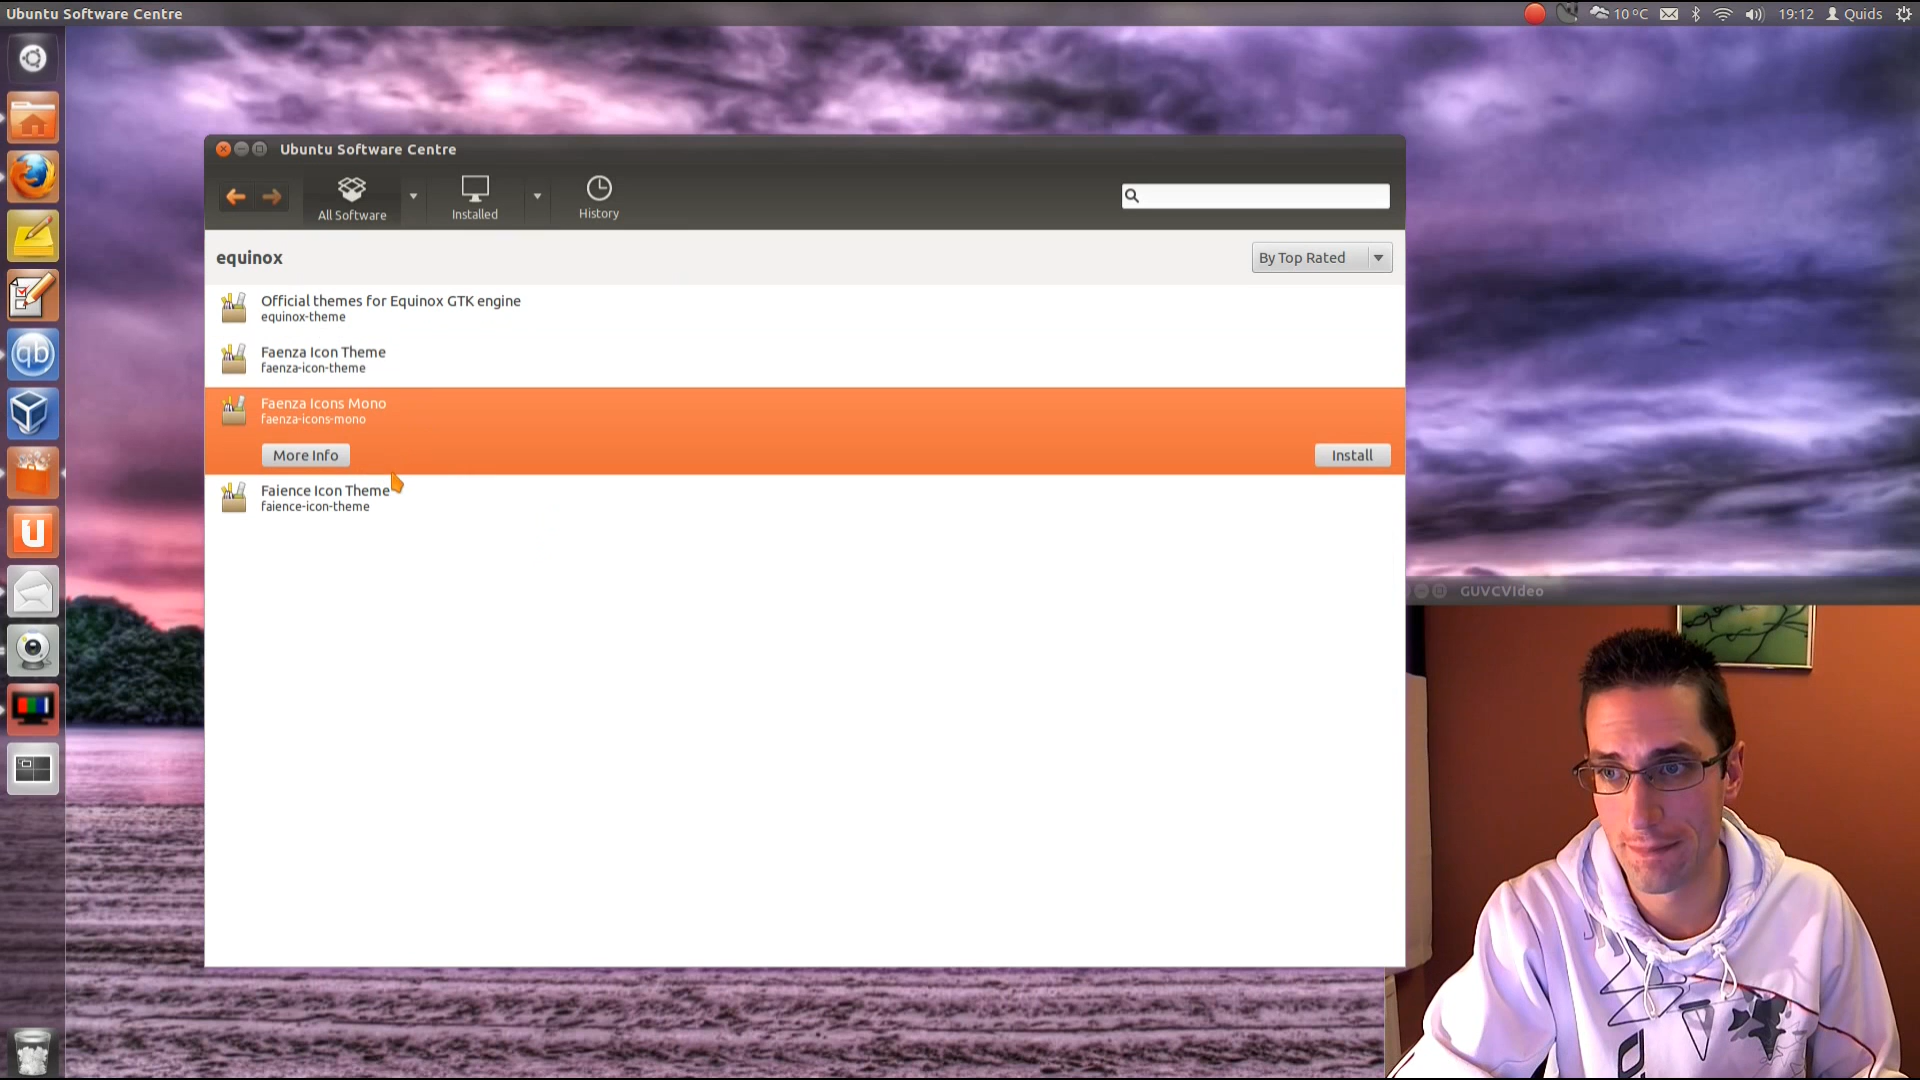 Ubuntu Software Centre
10 °C
19:12
Quids
Ubuntu Software Centre
All Software
Installed
History
equinox
By Top Rated
Official themes for Equinox GTK engine
equinox-theme
Faenza Icon Theme
faenza-icon-theme
Faenza Icons Mono
faenza-icons-mono
More Info
Install
Faience Icon Theme
faience-icon-theme
qb
U
GUVCVIdeo